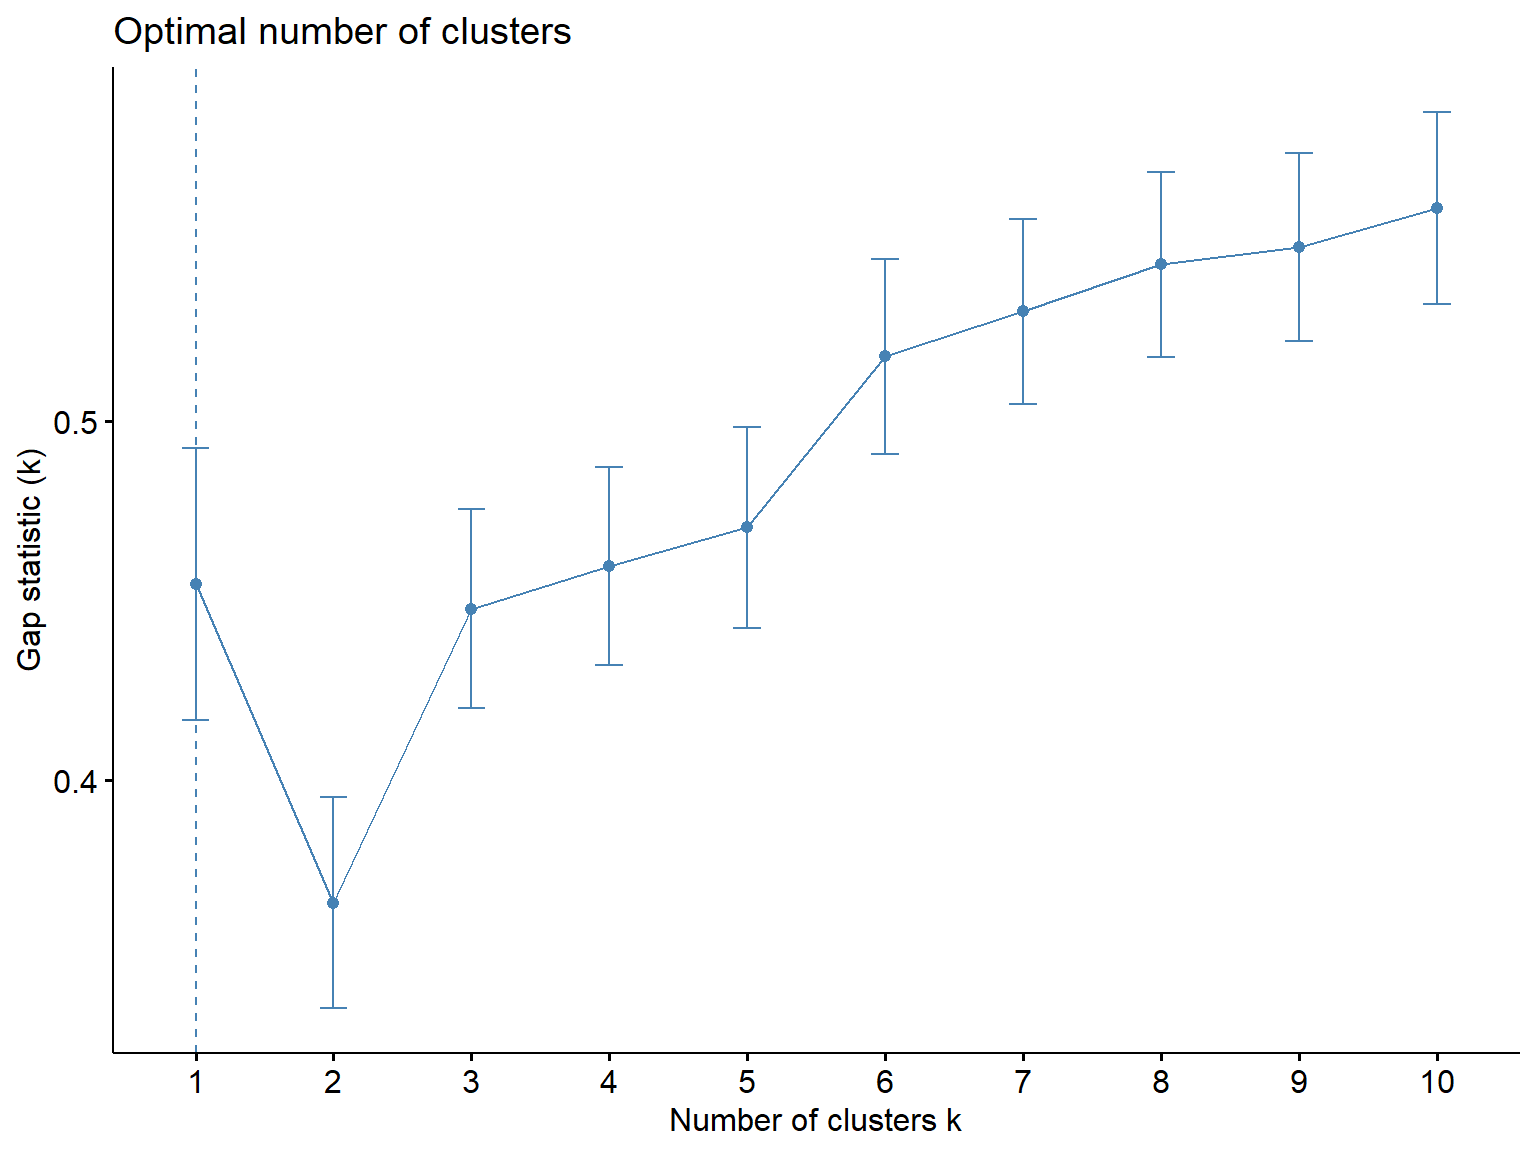 Optimal number of clusters
Gap statistic (k)
0.5
0.4
1 2 3 4 5 6 7 8 9 10
Number of clusters k